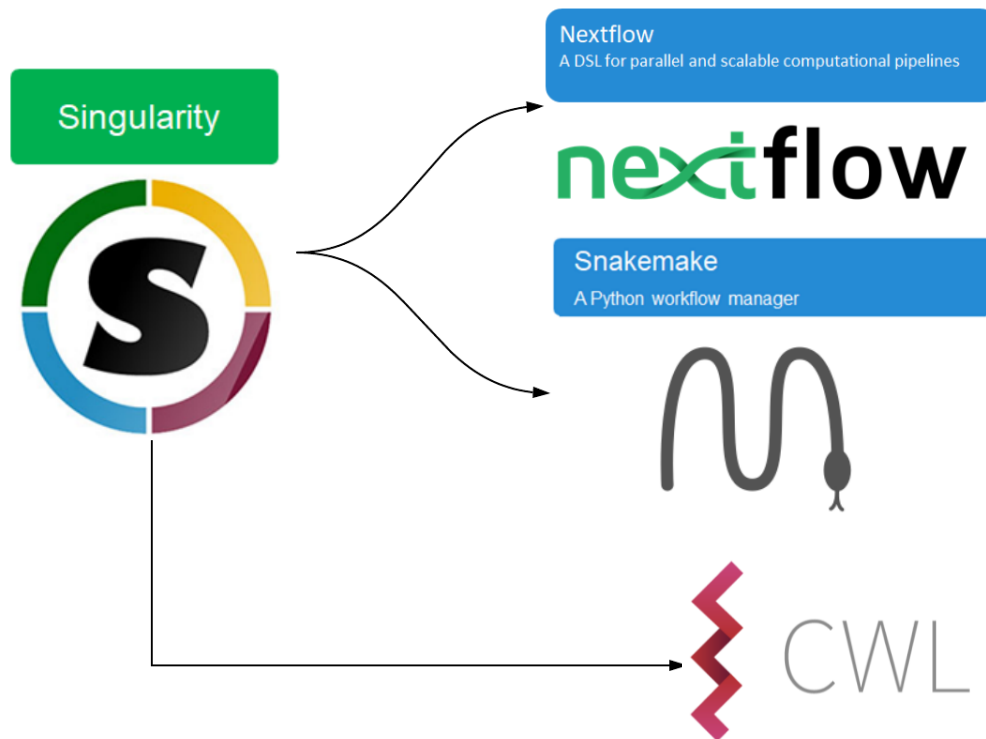 Singularity
S
Nextflow
A DSL for parallel and scalable computational pipelines
nextflow
Snakemake
A Python workflow manager
CWL